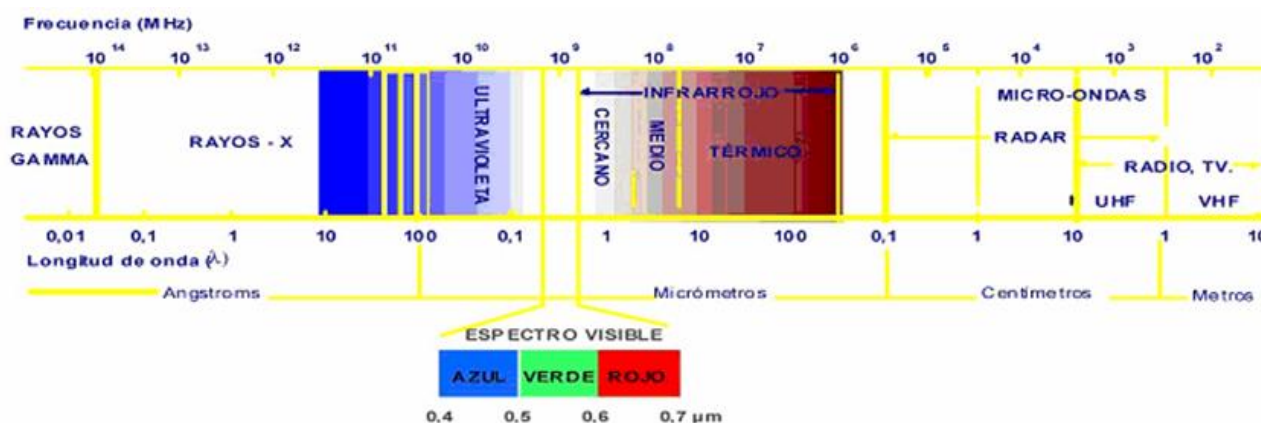 Frecuencia (MHz)
10^14 10^13 10^12 10^11 10^10 10^9 10^8 10^7 10^6 10^5 10^4 10^3 10^2
RAYOS GAMMA
RAYOS - X
ULTRAVIOLETA
INFRARROJO
CERCANO
MEDIO
TÉRMICO
MICRO-ONDAS
RADAR
RADIO, TV.
UHF VHF
0,01 0,1 1 10 100 0,1 1 10 100 0,1 1 10 1 10
Longitud de onda (λ)
Angstroms Micrómetros Centímetros Metros
ESPECTRO VISIBLE
AZUL VERDE ROJO
0,4 0,5 0,6 0,7 µm